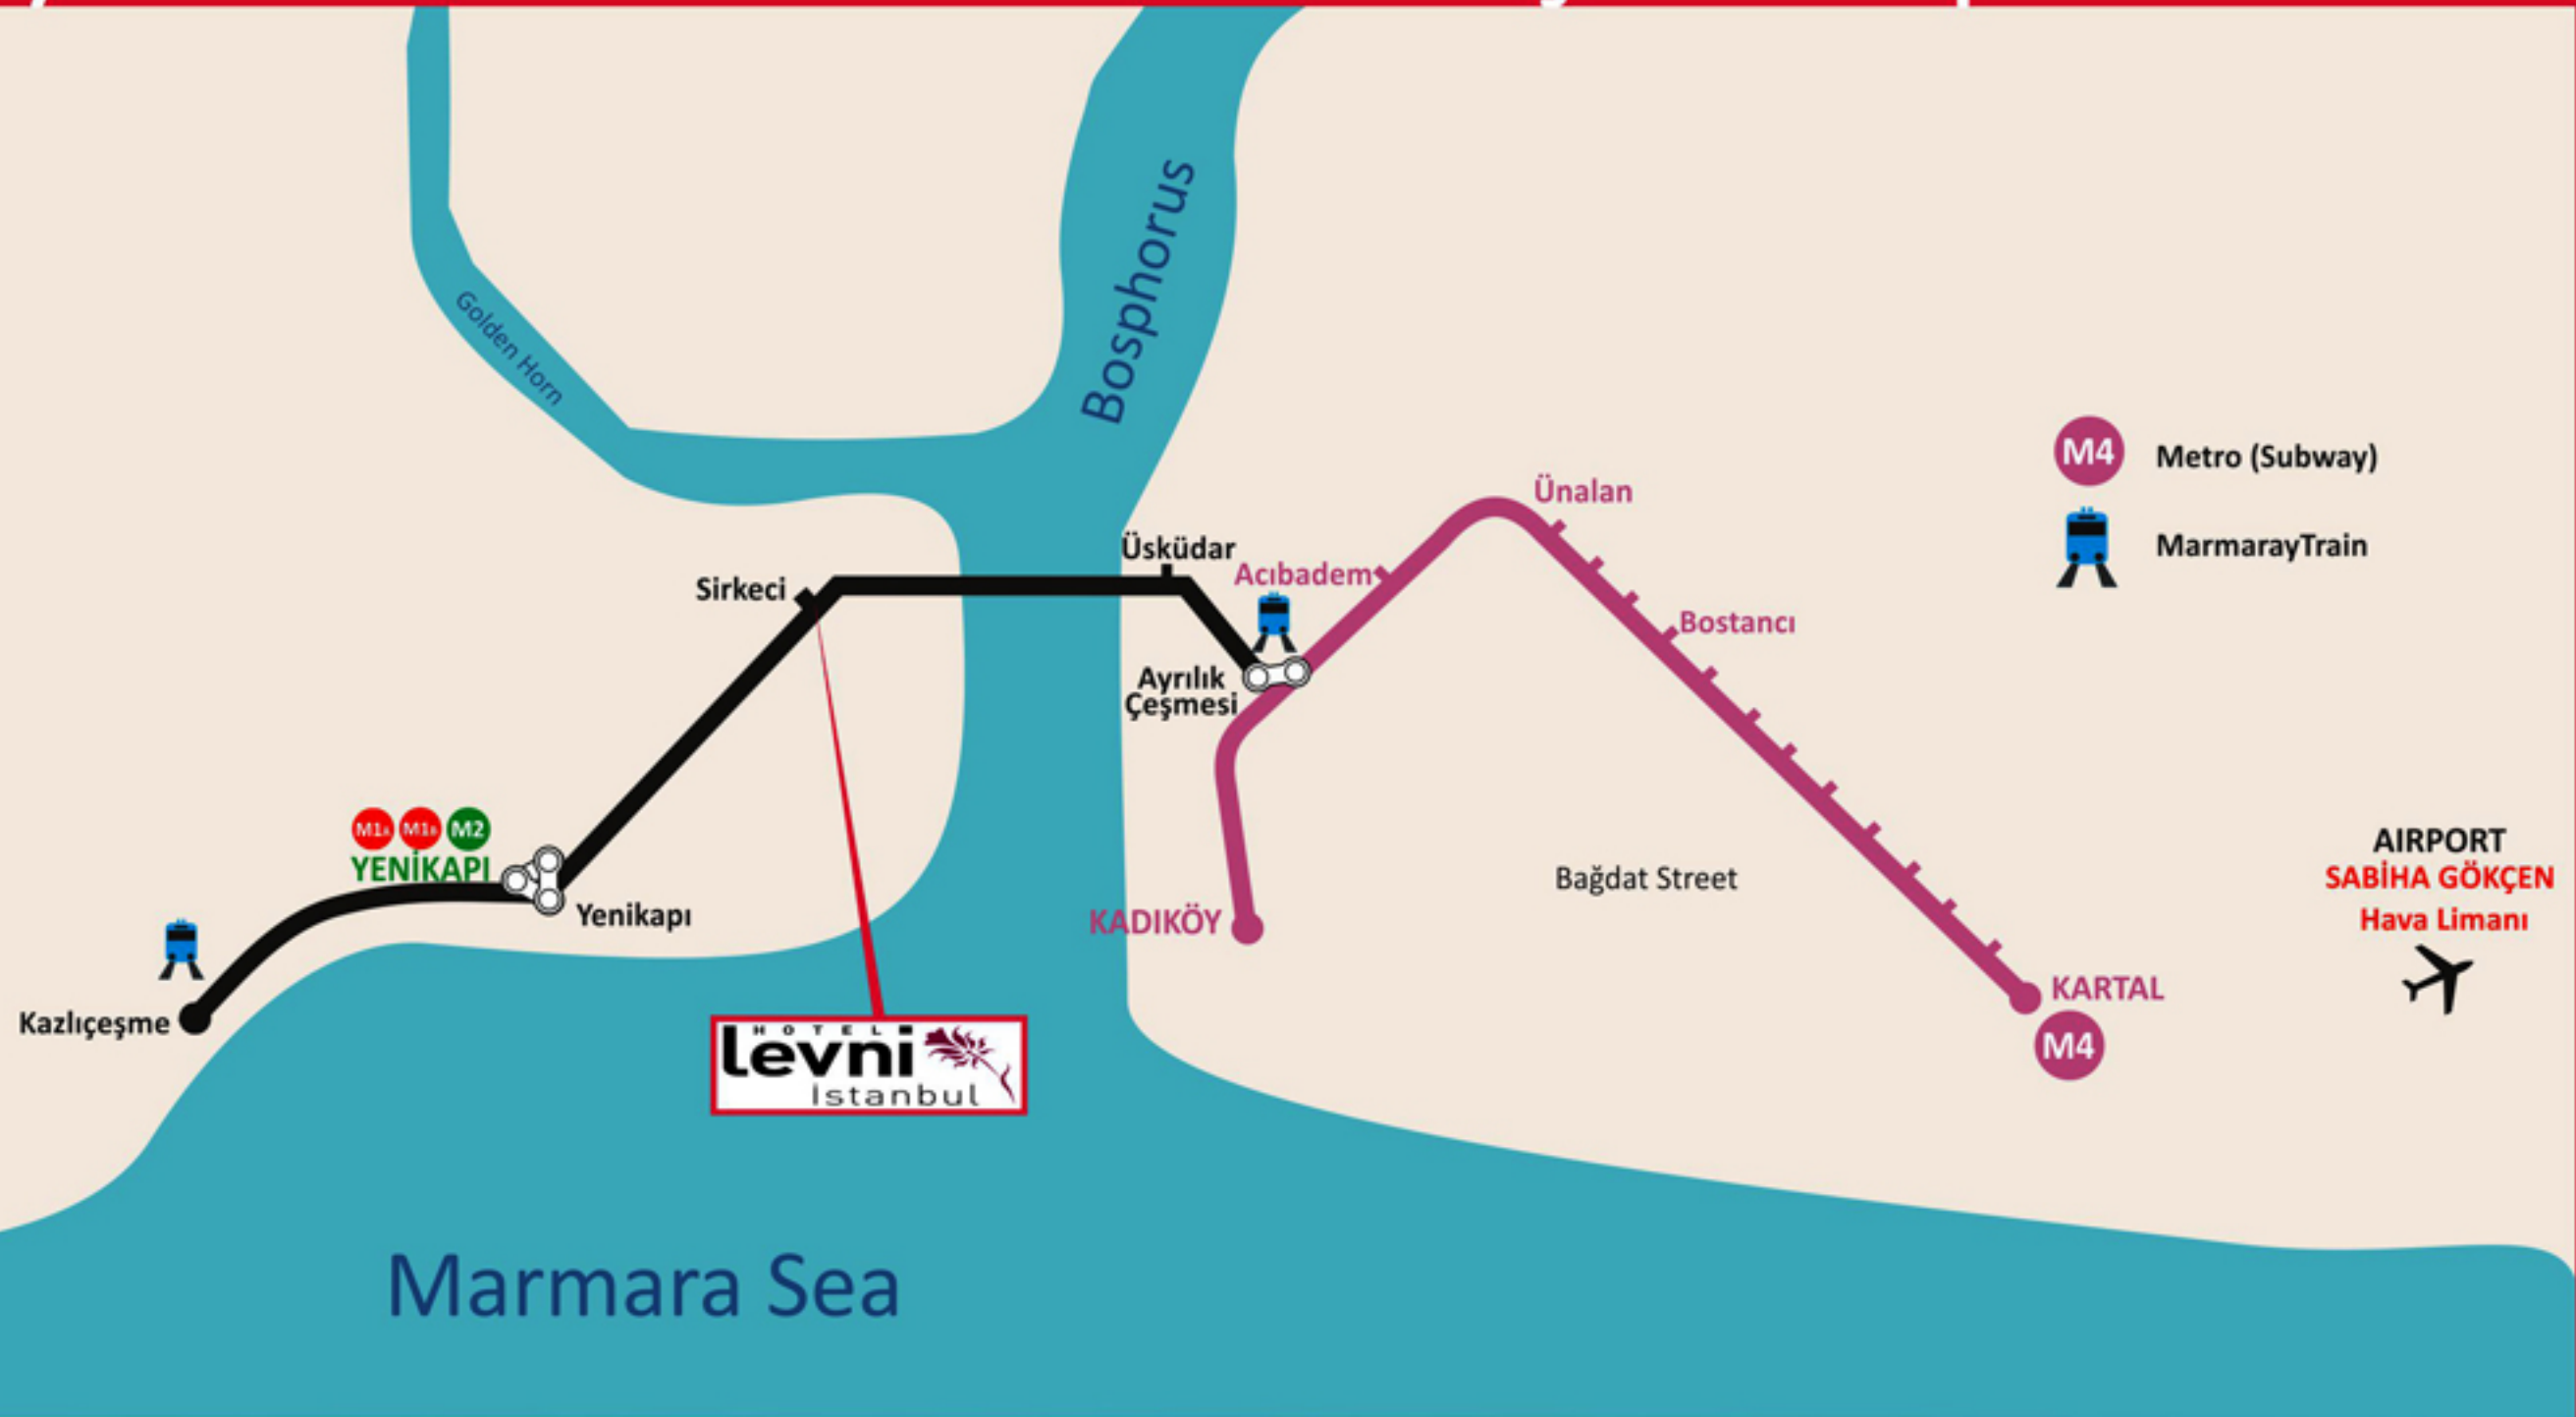 Golden Horn
Bosphorus
M4 Metro (Subway)
MarmarayTrain
Ünalan
Üsküdar
Acıbadem
Sirkeci
Bostancı
Ayrılık
Çeşmesi
M1A M1B M2
YENİKAPI
Yenikapı
Kazlıçeşme
KADIKÖY
Bağdat Street
AIRPORT
SABİHA GÖKÇEN
Hava Limanı
KARTAL
M4
HOTEL
levni
istanbul
Marmara Sea